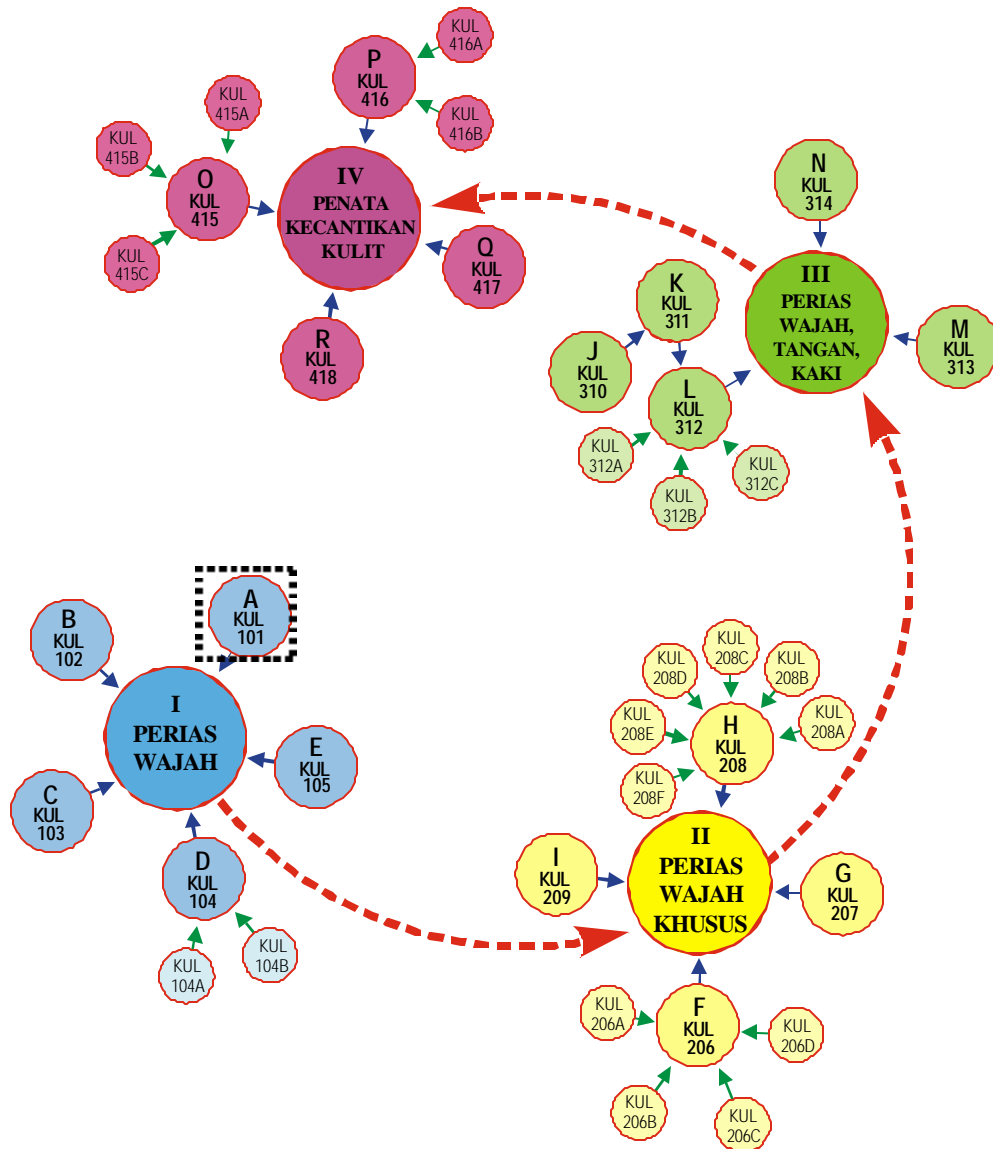 P
KUL
416
KUL
416A
KUL
416B
KUL
415A
KUL
415B
O
KUL
415
KUL
415C
IV
PENATA
KECANTIKAN
KULIT
Q
KUL
417
R
KUL
418
N
KUL
314
III
PERIAS
WAJAH,
TANGAN,
KAKI
M
KUL
313
K
KUL
311
J
KUL
310
L
KUL
312
KUL
312A
KUL
312B
KUL
312C
A
KUL
101
B
KUL
102
I
PERIAS
WAJAH
E
KUL
105
C
KUL
103
D
KUL
104
KUL
104A
KUL
104B
KUL
208C
KUL
208D
KUL
208B
KUL
208E
KUL
208A
H
KUL
208
KUL
208F
II
PERIAS
WAJAH
KHUSUS
I
KUL
209
G
KUL
207
F
KUL
206
KUL
206A
KUL
206D
KUL
206B
KUL
206C